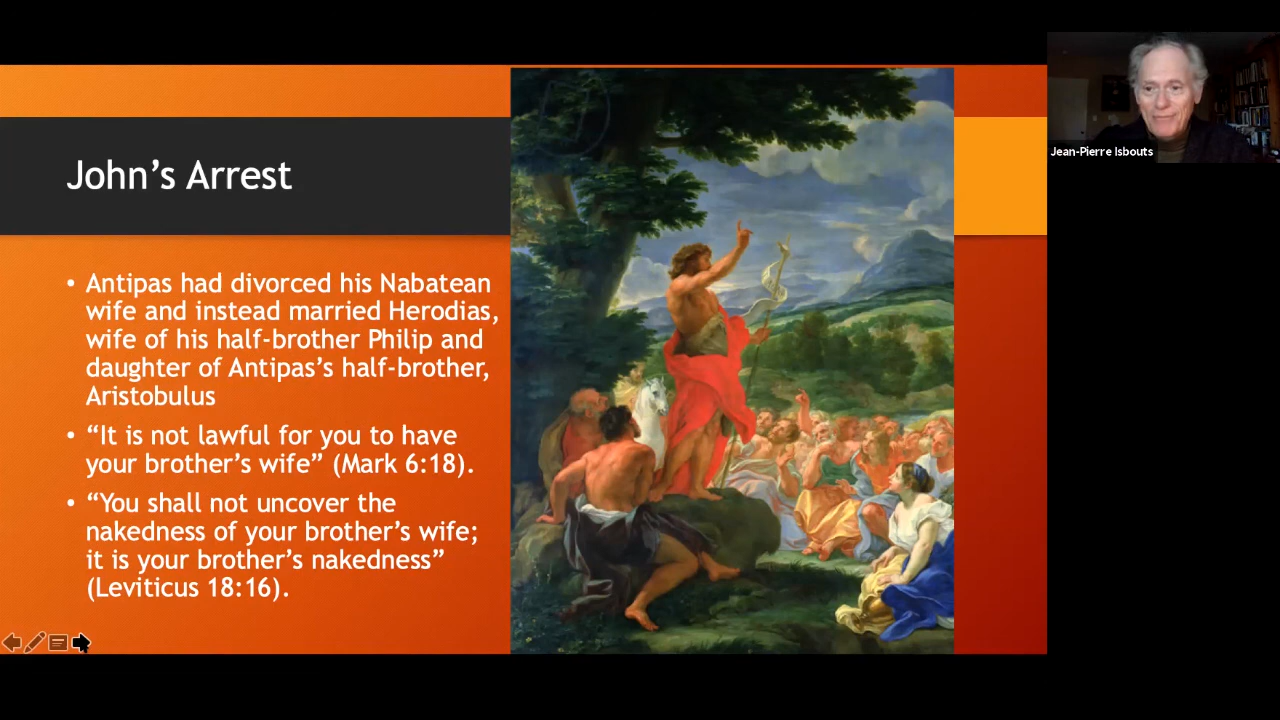 John’s Arrest
• Antipas had divorced his Nabatean
wife and instead married Herodias,
wife of his half-brother Philip and
daughter of Antipas’s half-brother,
Aristobulus
• “It is not lawful for you to have
your brother’s wife” (Mark 6:18).
• “You shall not uncover the
nakedness of your brother’s wife;
it is your brother’s nakedness”
(Leviticus 18:16).
Jean-Pierre Isbouts